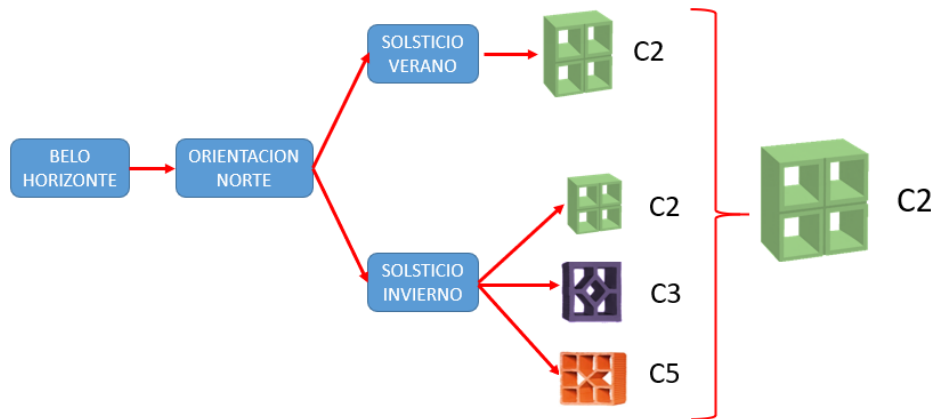 BELO
HORIZONTE
ORIENTACION
NORTE
SOLSTICIO
VERANO
C2
SOLSTICIO
INVIERNO
C2
C3
C5
C2